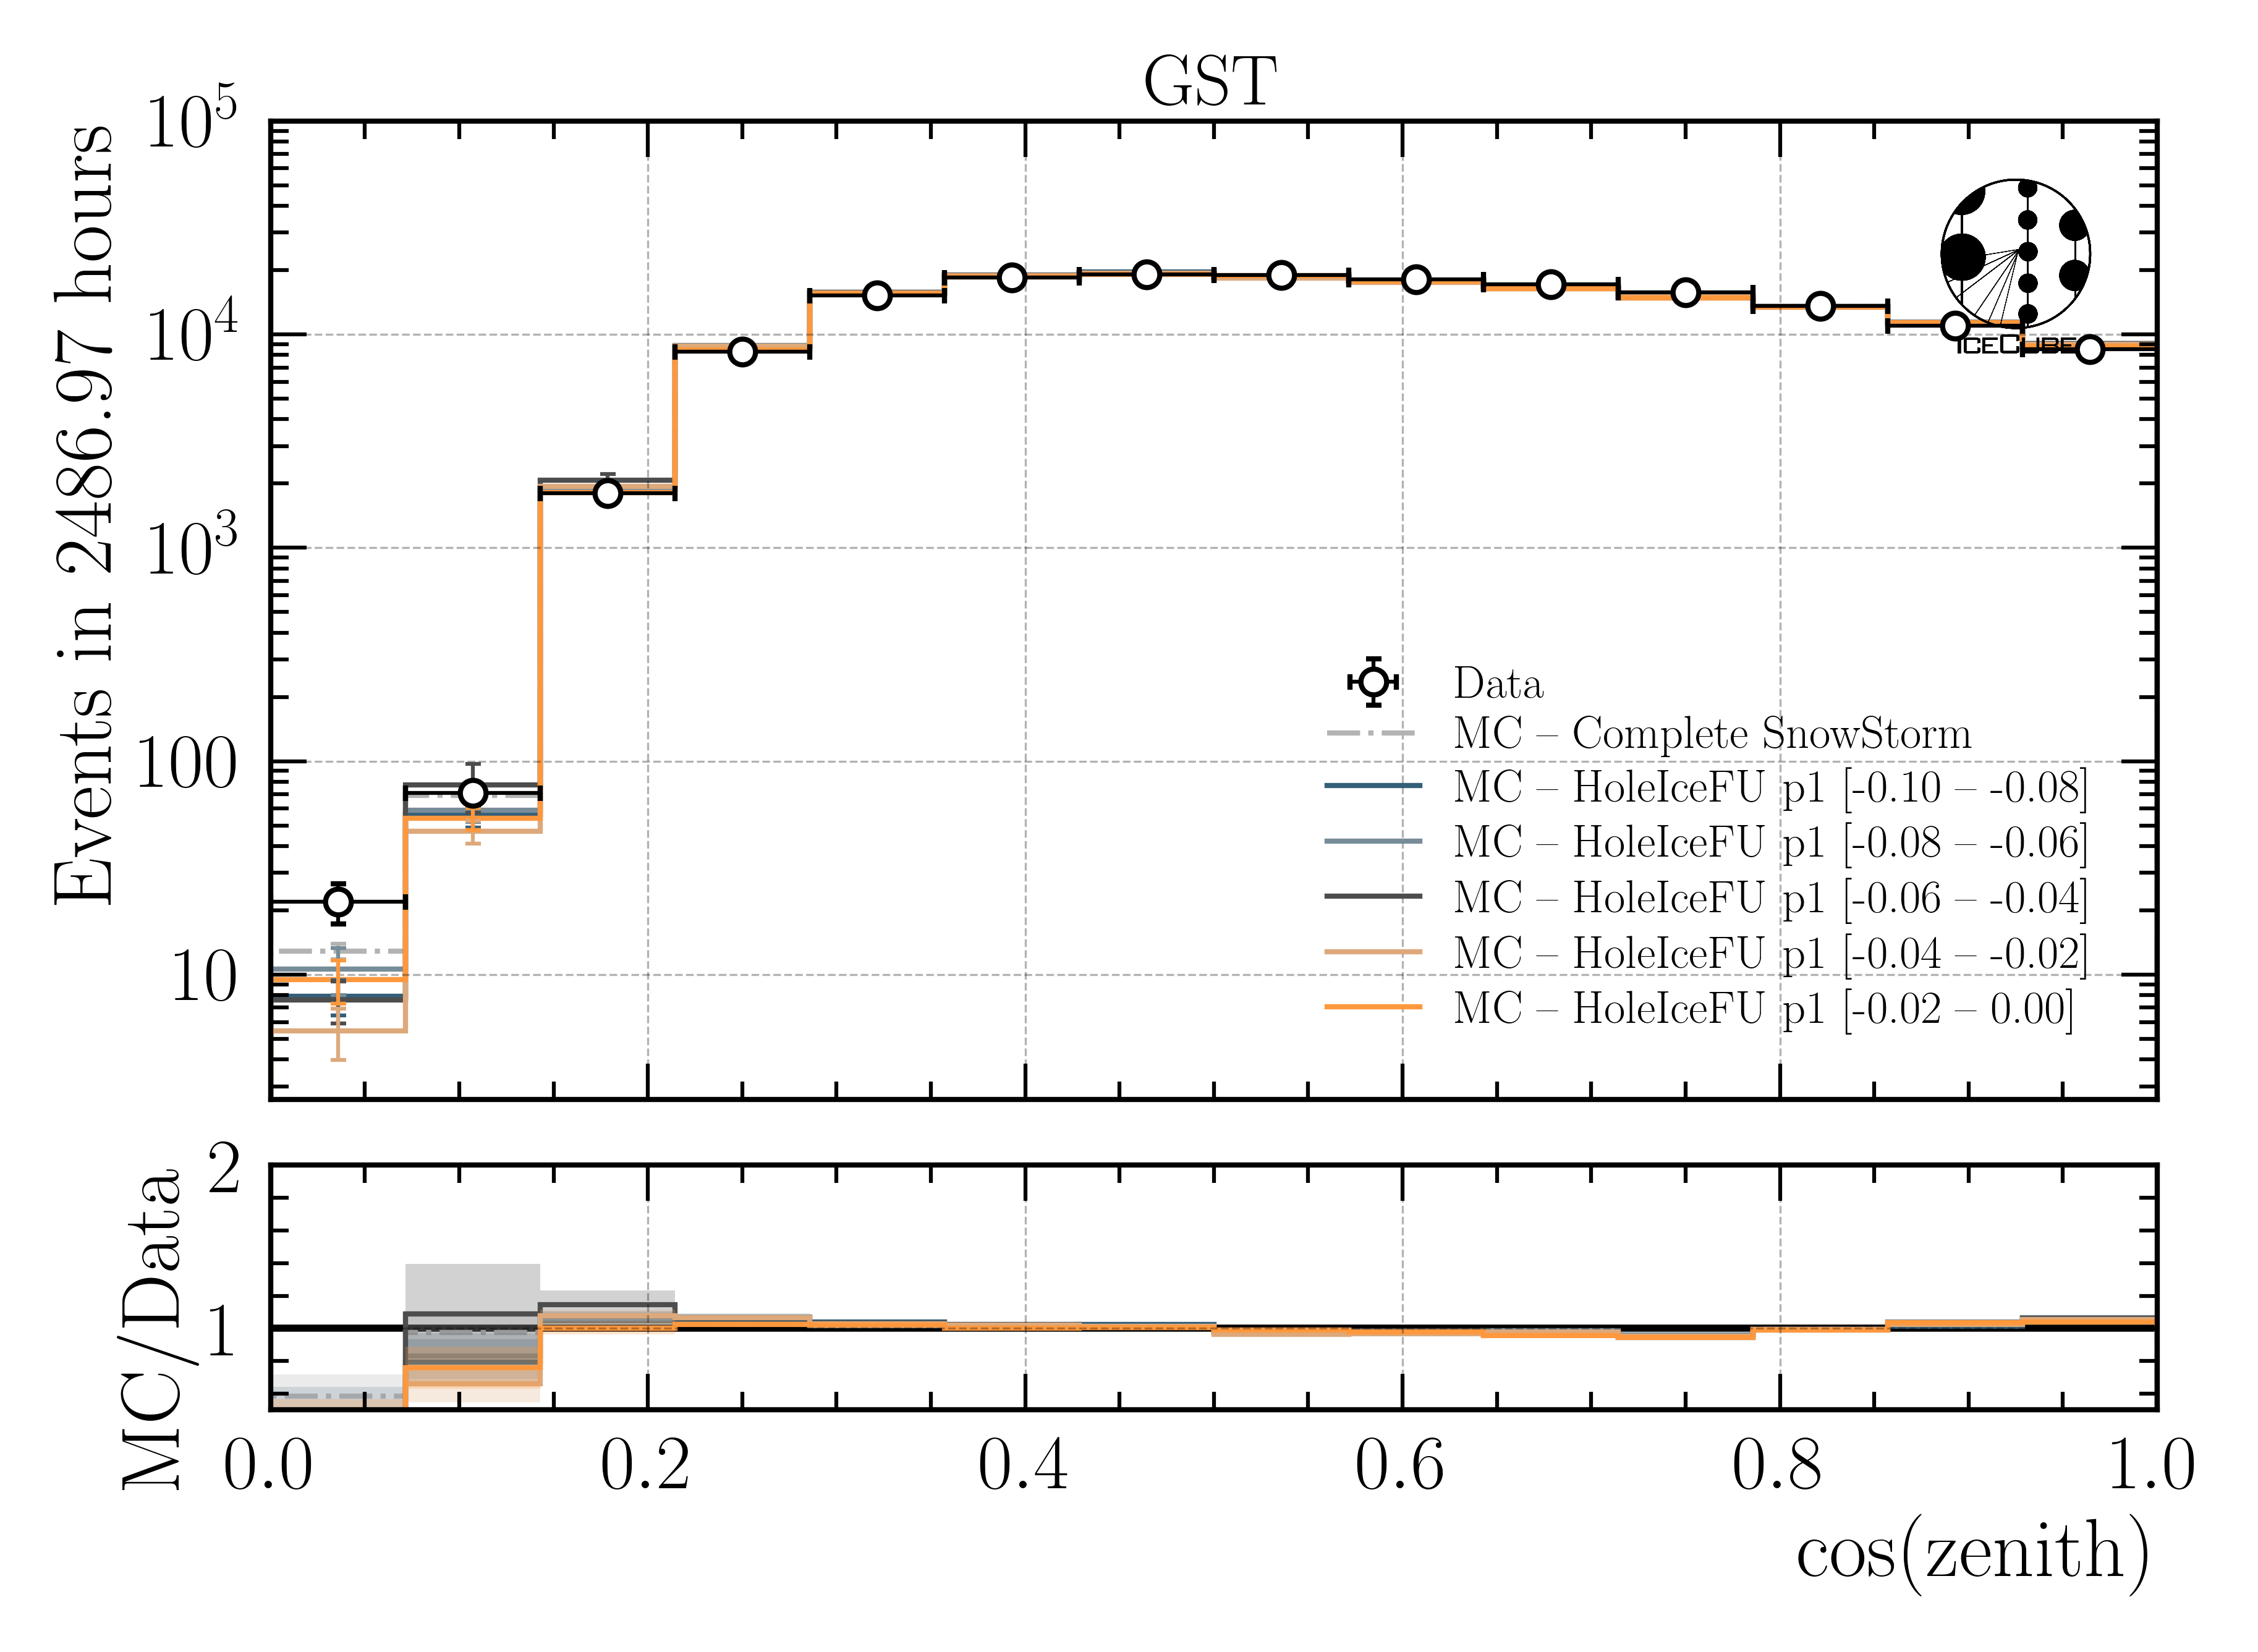 GST
Events in 2486.97 hours
10^5
10^4
10^3
100
10
ICECUBE
Data
MC – Complete SnowStorm
MC – HoleIceFU p1 [-0.10 – -0.08]
MC – HoleIceFU p1 [-0.08 – -0.06]
MC – HoleIceFU p1 [-0.06 – -0.04]
MC – HoleIceFU p1 [-0.04 – -0.02]
MC – HoleIceFU p1 [-0.02 – 0.00]
MC/Data
2
1
0.0 0.2 0.4 0.6 0.8 1.0
cos(zenith)